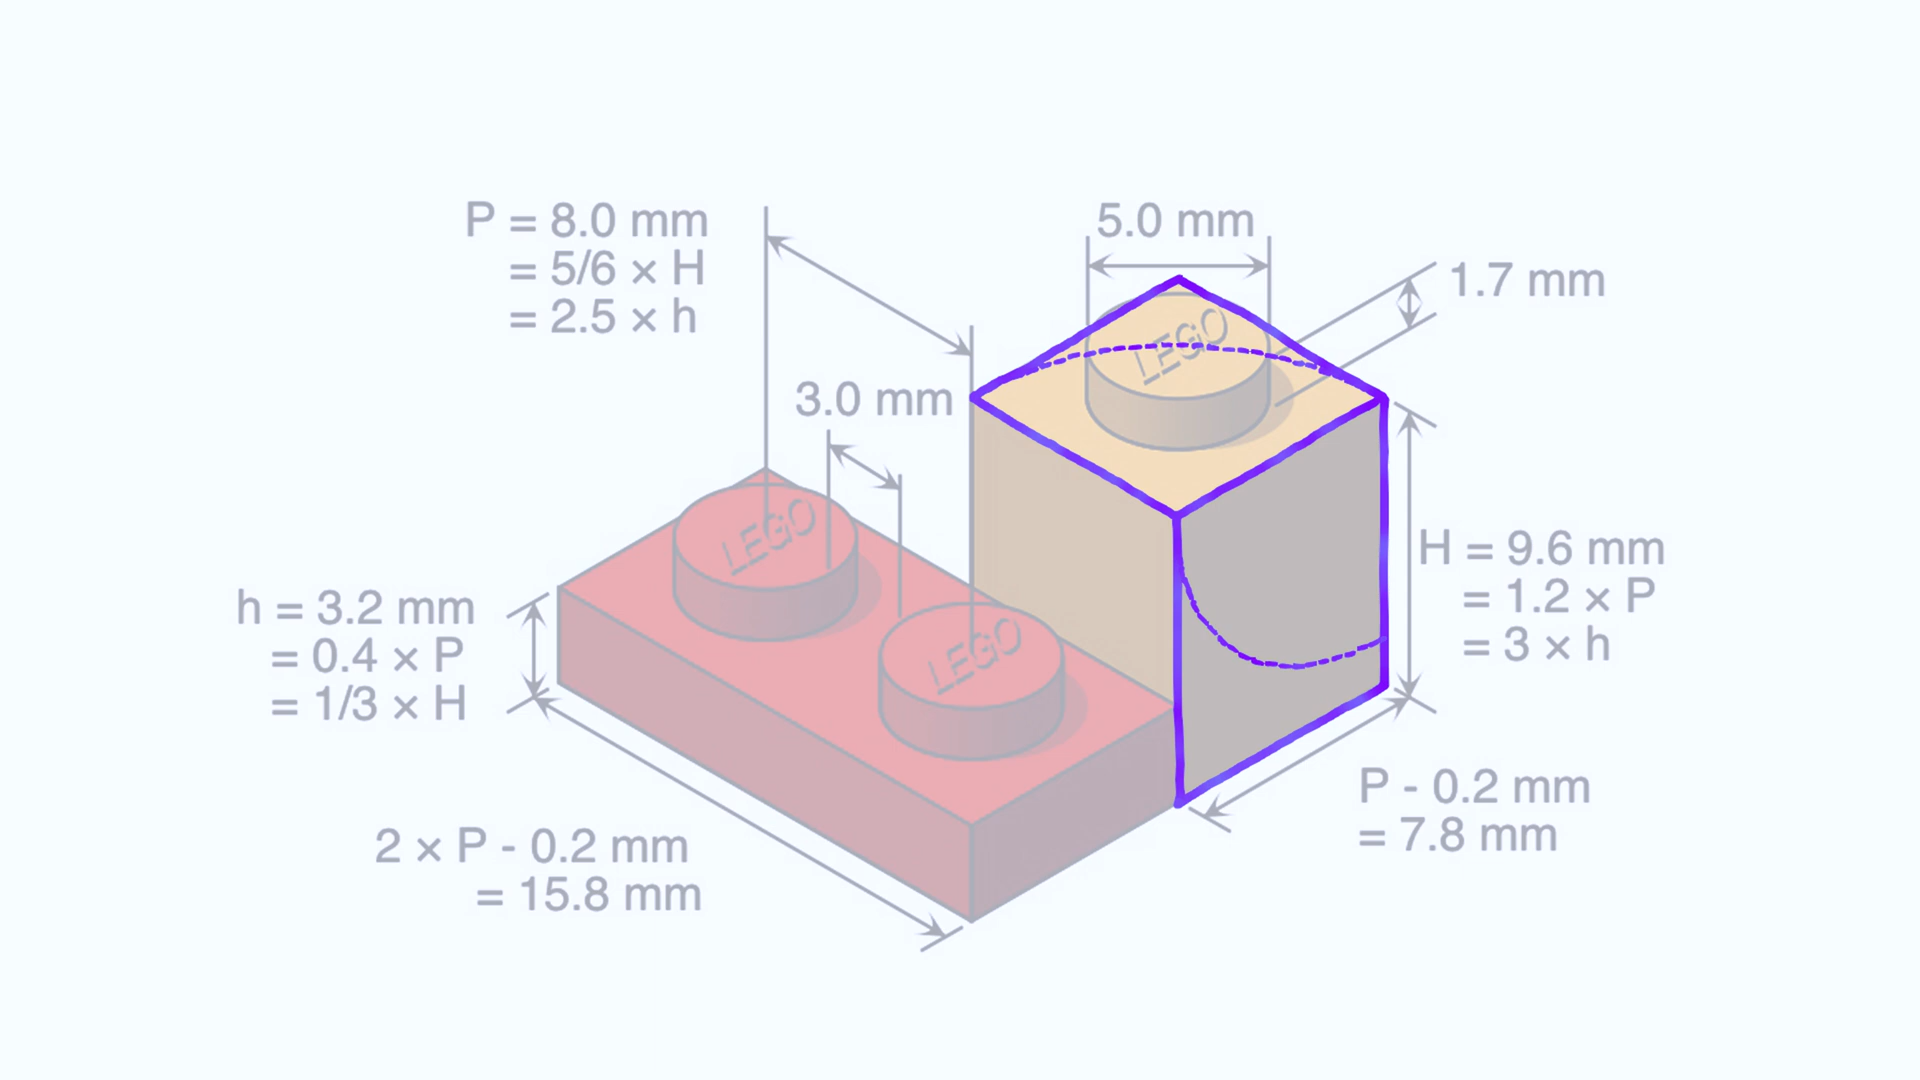 P = 8.0 mm
= 5/6 × H
= 2.5 × h
5.0 mm
1.7 mm
LEGO
3.0 mm
LEGO
LEGO
H = 9.6 mm
= 1.2 × P
= 3 × h
h = 3.2 mm
= 0.4 × P
= 1/3 × H
P - 0.2 mm
= 7.8 mm
2 × P - 0.2 mm
= 15.8 mm